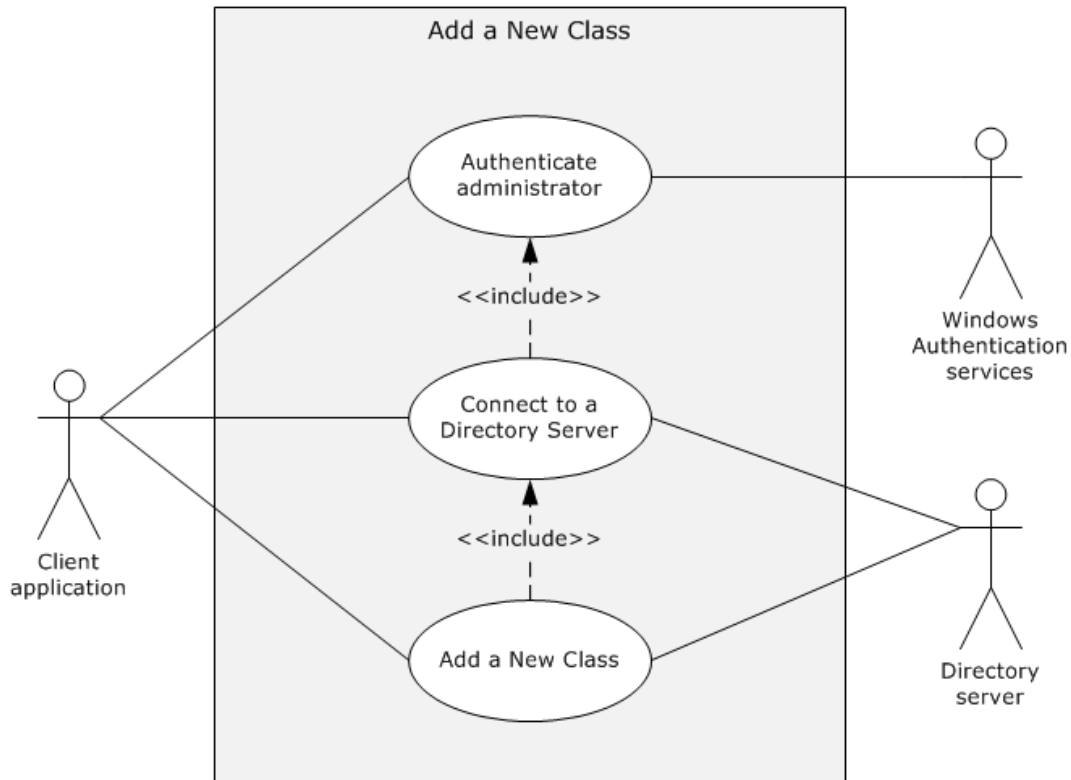 Add a New Class
Authenticate
administrator
<<include>>
Windows
Authentication
services
Connect to a
Directory Server
<<include>>
Client
application
Add a New Class
Directory
server